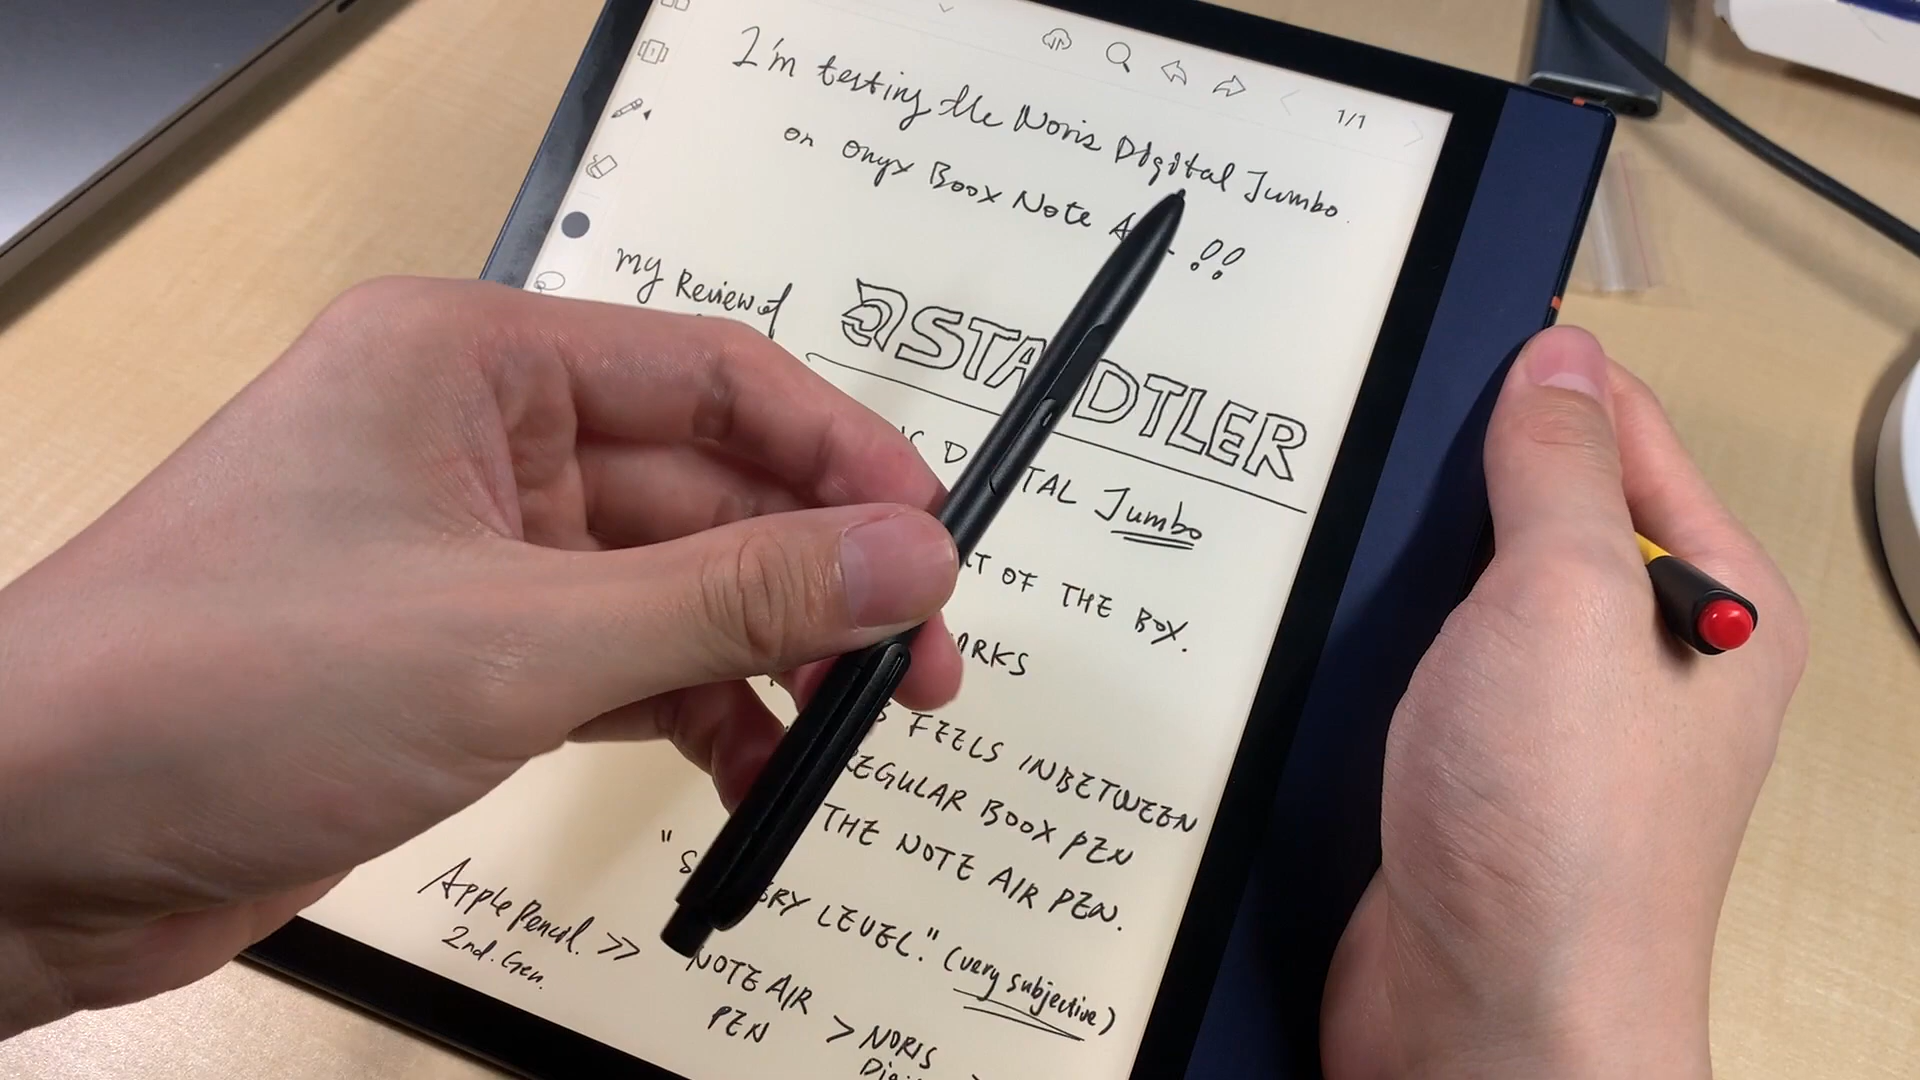 1/1
I'm testing the Noris Digital Jumbo.
on Onyx Boox Note !!
My Review of
STA DTLER
D TAL Jumbo
OF THE BOX.
FEELS INBETWEEN
REGULAR BOOX PEN
THE NOTE AIR PEN.
LEVEL." (very subjective)
Apple Pencil >> NOTE AIR PEN > NORIS
2nd. Gen.